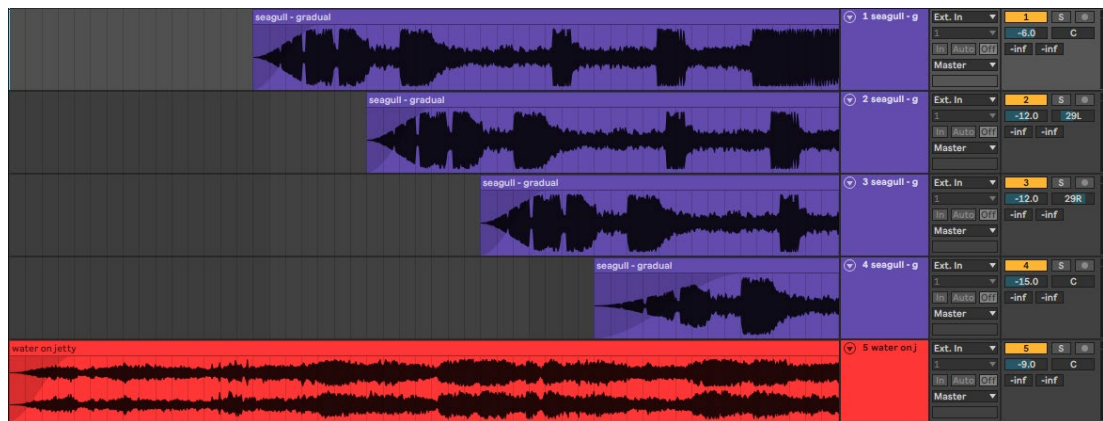 seagull - gradual
1 seagull - g
Ext. In
1
S
1
-6.0
C
In Auto Off
-inf -inf
Master
seagull - gradual
2 seagull - g
Ext. In
2
S
1
-12.0
29L
In Auto Off
-inf -inf
Master
seagull - gradual
3 seagull - g
Ext. In
3
S
1
-12.0
29R
In Auto Off
-inf -inf
Master
seagull - gradual
4 seagull - g
Ext. In
4
S
1
-15.0
C
In Auto Off
-inf -inf
Master
water on jetty
5 water on j
Ext. In
5
S
1
-9.0
C
In Auto Off
-inf -inf
Master